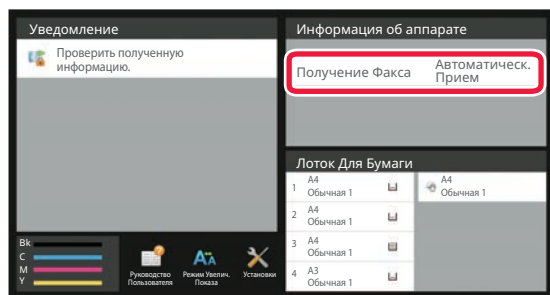 Уведомление
Проверить полученную
информацию.
Информация об аппарате
Получение Факса
Автоматическ.
Прием
Лоток Для Бумаги
1 A4
Обычная 1
A4
Обычная 1
2 A4
Обычная 1
3 A4
Обычная 1
4 A3
Обычная 1
Bk
C
M
Y
Руководство
Пользователя
Режим Увелич.
Показа
Установки